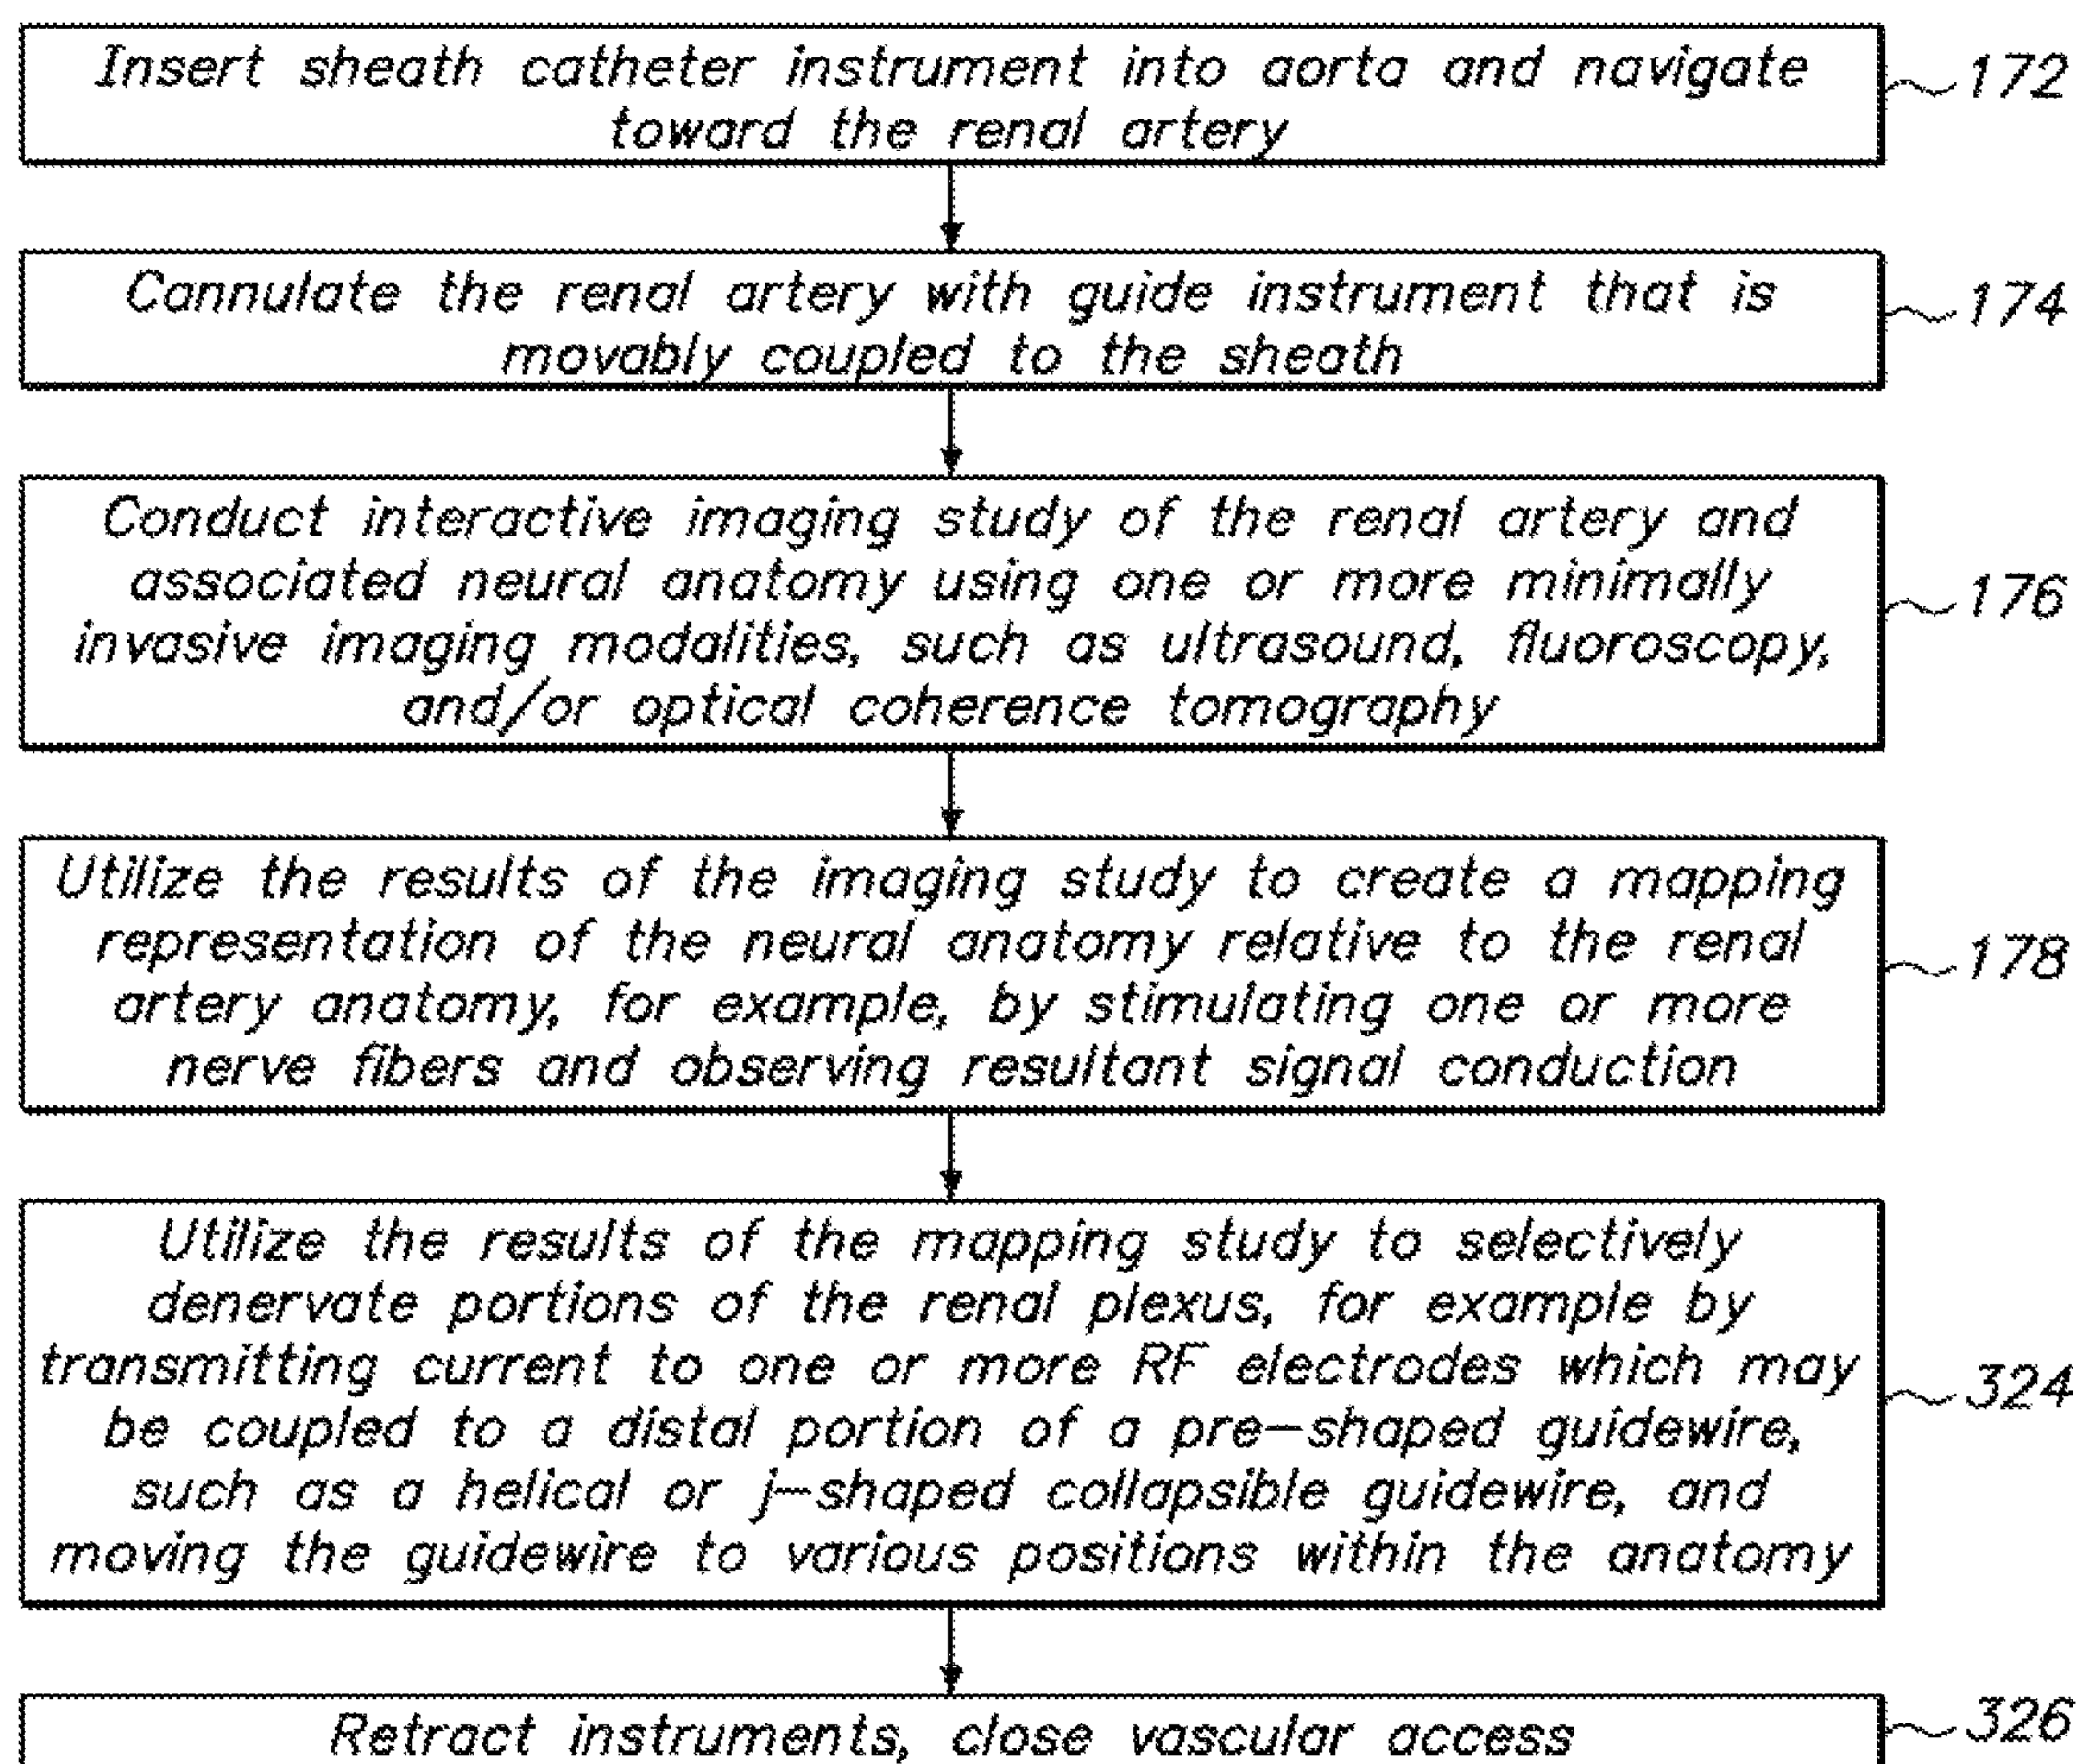 Insert sheath catheter instrument into aorta and navigate
toward the renal artery
172
Cannulate the renal artery with guide instrument that is
movably coupled to the sheath
174
Conduct interactive imaging study of the renal artery and
associated neural anatomy using one or more minimally
invasive imaging modalities, such as ultrasound, fluoroscopy,
and/or optical coherence tomography
176
Utilize the results of the imaging study to create a mapping
representation of the neural anatomy relative to the renal
artery anatomy, for example, by stimulating one or more
nerve fibers and observing resultant signal conduction
178
Utilize the results of the mapping study to selectively
denervate portions of the renal plexus, for example by
transmitting current to one or more RF electrodes which may
be coupled to a distal portion of a pre-shaped guidewire,
such as a helical or j-shaped collapsible guidewire, and
moving the guidewire to various positions within the anatomy
324
Retract instruments, close vascular access
326